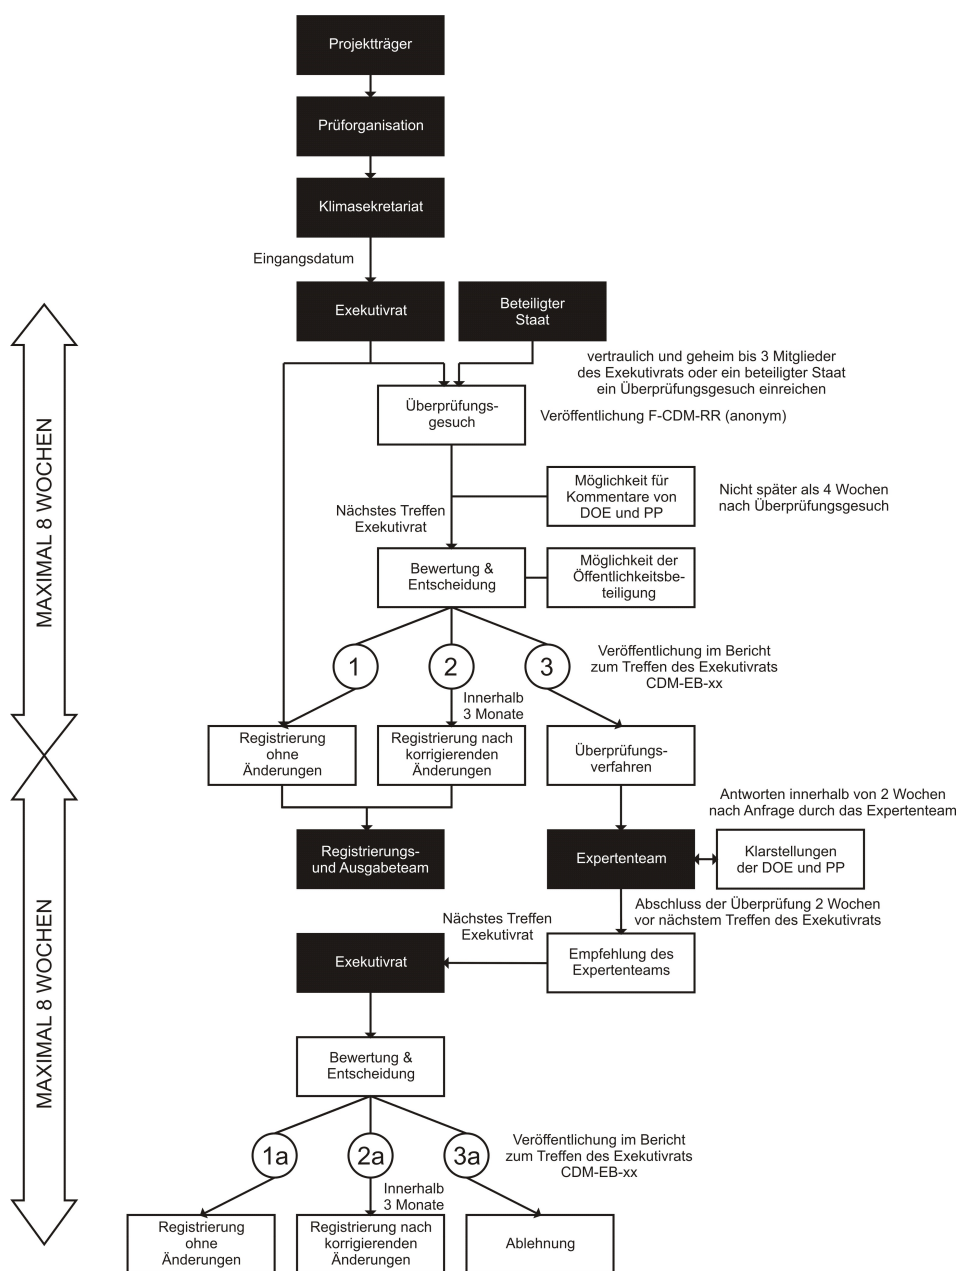 Projektträger
Prüforganisation
Klimasekretariat
Eingangsdatum
Exekutivrat
Beteiligter
Staat
vertraulich und geheim bis 3 Mitglieder
des Exekutivrats oder ein beteiligter Staat
ein Überprüfungsgesuch einreichen
Überprüfungs-
gesuch
Veröffentlichung F-CDM-RR (anonym)
Möglichkeit für
Kommentare von
DOE und PP
Nicht später als 4 Wochen
nach Überprüfungsgesuch
Nächstes Treffen
Exekutivrat
MAXIMAL 8 WOCHEN
Bewertung &
Entscheidung
Möglichkeit der
Öffentlichkeitsbe-
teiligung
1
2
3
Veröffentlichung im Bericht
zum Treffen des Exekutivrats
CDM-EB-xx
Innerhalb
3 Monate
Registrierung
ohne
Änderungen
Registrierung nach
korrigierenden
Änderungen
Überprüfungs-
verfahren
Antworten innerhalb von 2 Wochen
nach Anfrage durch das Expertenteam
Registrierungs-
und Ausgabeteam
Expertenteam
Klarstellungen
der DOE und PP
Abschluss der Überprüfung 2 Wochen
vor nächstem Treffen des Exekutivrats
Nächstes Treffen
Exekutivrat
Exekutivrat
Empfehlung des
Expertenteams
MAXIMAL 8 WOCHEN
Bewertung &
Entscheidung
1a
2a
3a
Veröffentlichung im Bericht
zum Treffen des Exekutivrats
CDM-EB-xx
Innerhalb
3 Monate
Registrierung
ohne
Änderungen
Registrierung nach
korrigierenden
Änderungen
Ablehnung